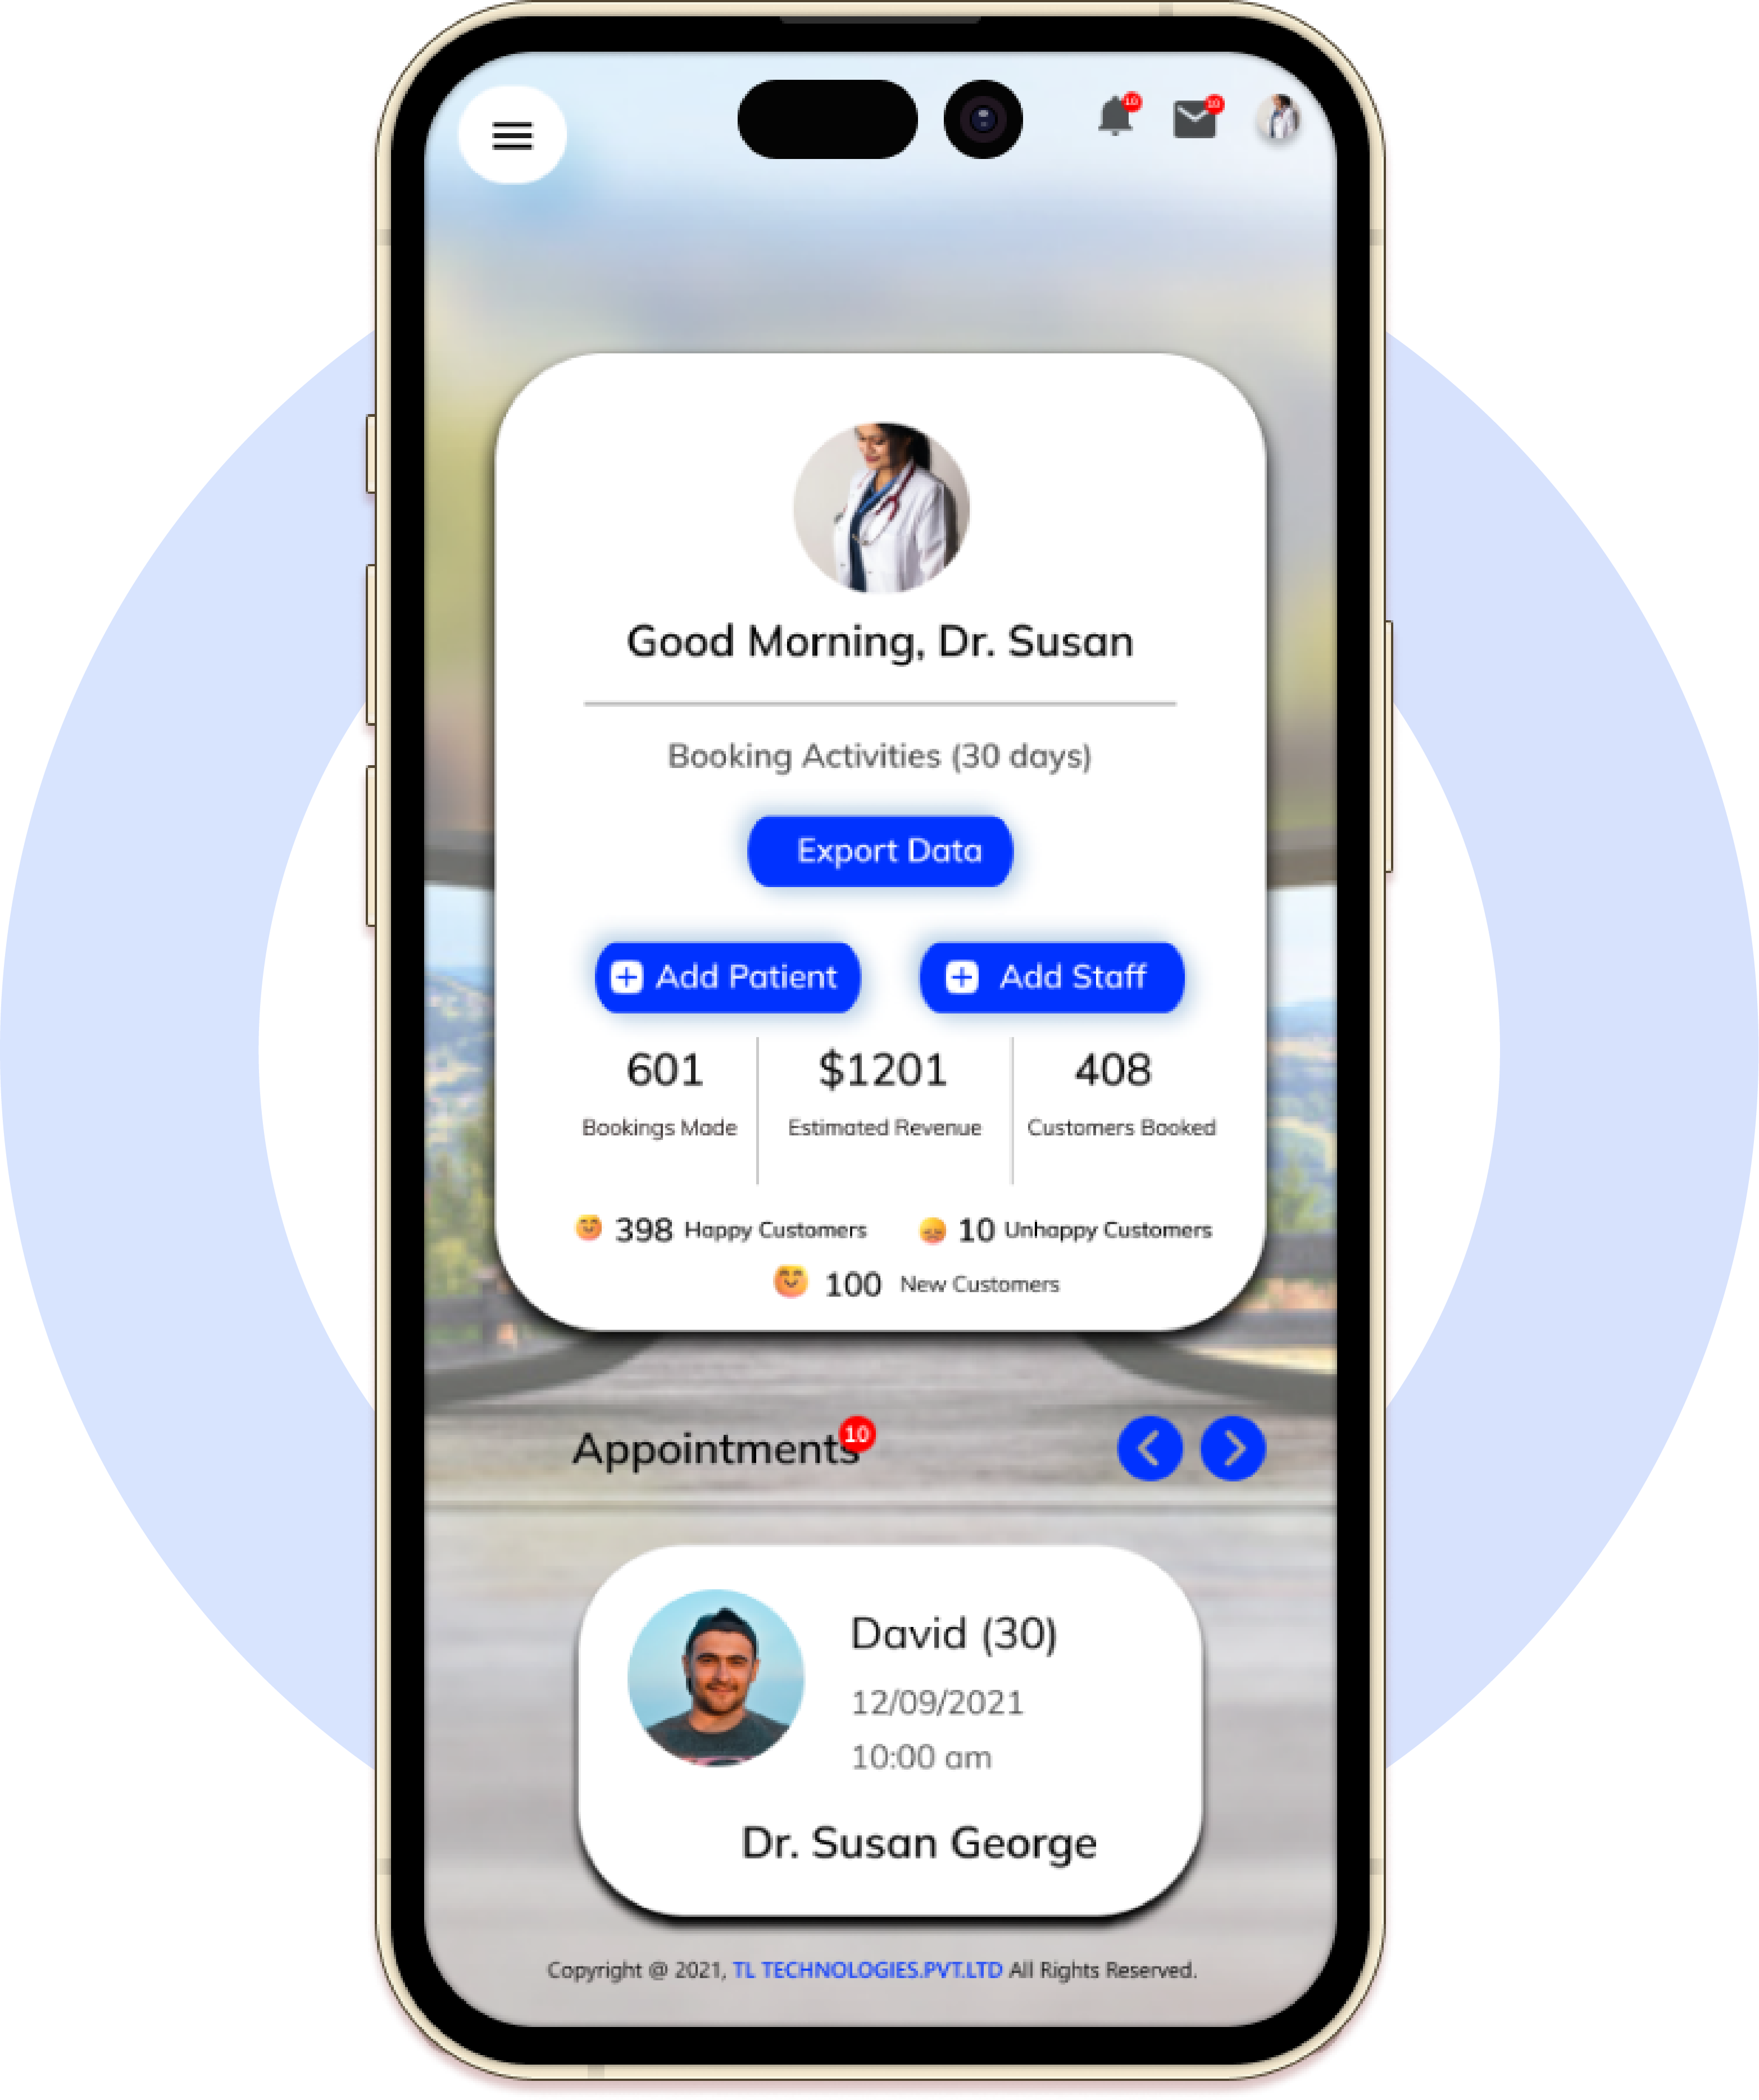 10
10
Good Morning, Dr. Susan
Booking Activities (30 days)
Export Data
Add Patient
Add Staff
601
Bookings Made
$1201
Estimated Revenue
408
Customers Booked
398 Happy Customers
10 Unhappy Customers
100 New Customers
Appointments 10
David (30)
12/09/2021
10:00 am
Dr. Susan George
Copyright @ 2021, TL TECHNOLOGIES.PVT.LTD All Rights Reserved.